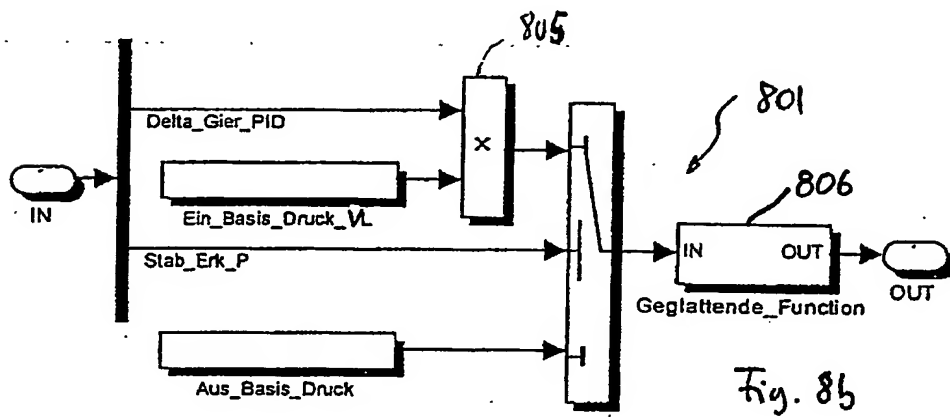 805
801
Delta_Gier_PID
x
806
IN
Ein_Basis_Druck_VL
IN OUT
Stab_Erk_P
OUT
Geglattende_Function
Aus_Basis_Druck
Fig. 8b